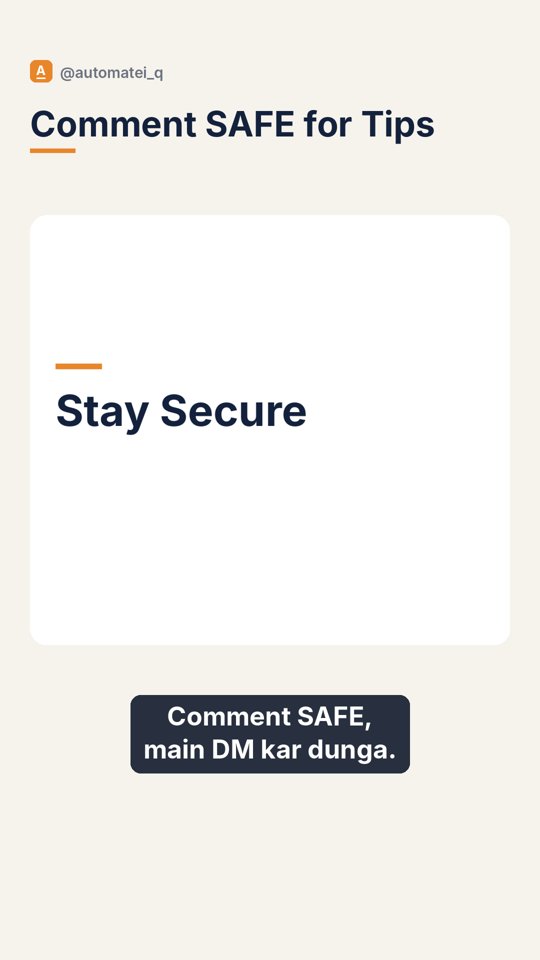 A
@automatei_q
Comment SAFE for Tips
Stay Secure
Comment SAFE,
main DM kar dunga.